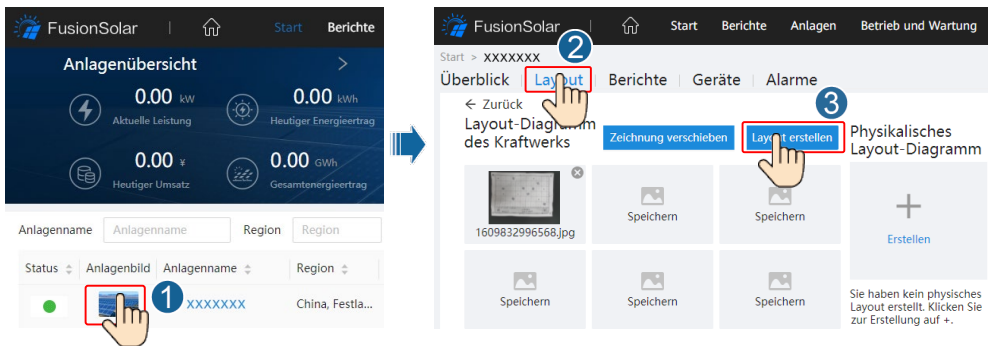 FusionSolar
Start
Berichte
Anlagenübersicht
0.00 kW
Aktuelle Leistung
0.00 kWh
Heutiger Energieertrag
0.00 ¥
Heutiger Umsatz
0.00 GWh
Gesamtenergieertrag
Anlagenname
Anlagenname
Region
Region
Status
Anlagenbild
Anlagenname
Region
1
XXXXXXX
China, Festla...
FusionSolar
Start
Berichte
Anlagen
Betrieb und Wartung
2
Start > XXXXXXX
Überblick
Layout
Berichte
Geräte
Alarme
← Zurück
3
Layout-Diagramm
des Kraftwerks
Zeichnung verschieben
Layout erstellen
Physikalisches
Layout-Diagramm
1609832996568.jpg
Speichern
Speichern
Erstellen
Speichern
Speichern
Speichern
Sie haben kein physisches
Layout erstellt. Klicken Sie
zur Erstellung auf +.